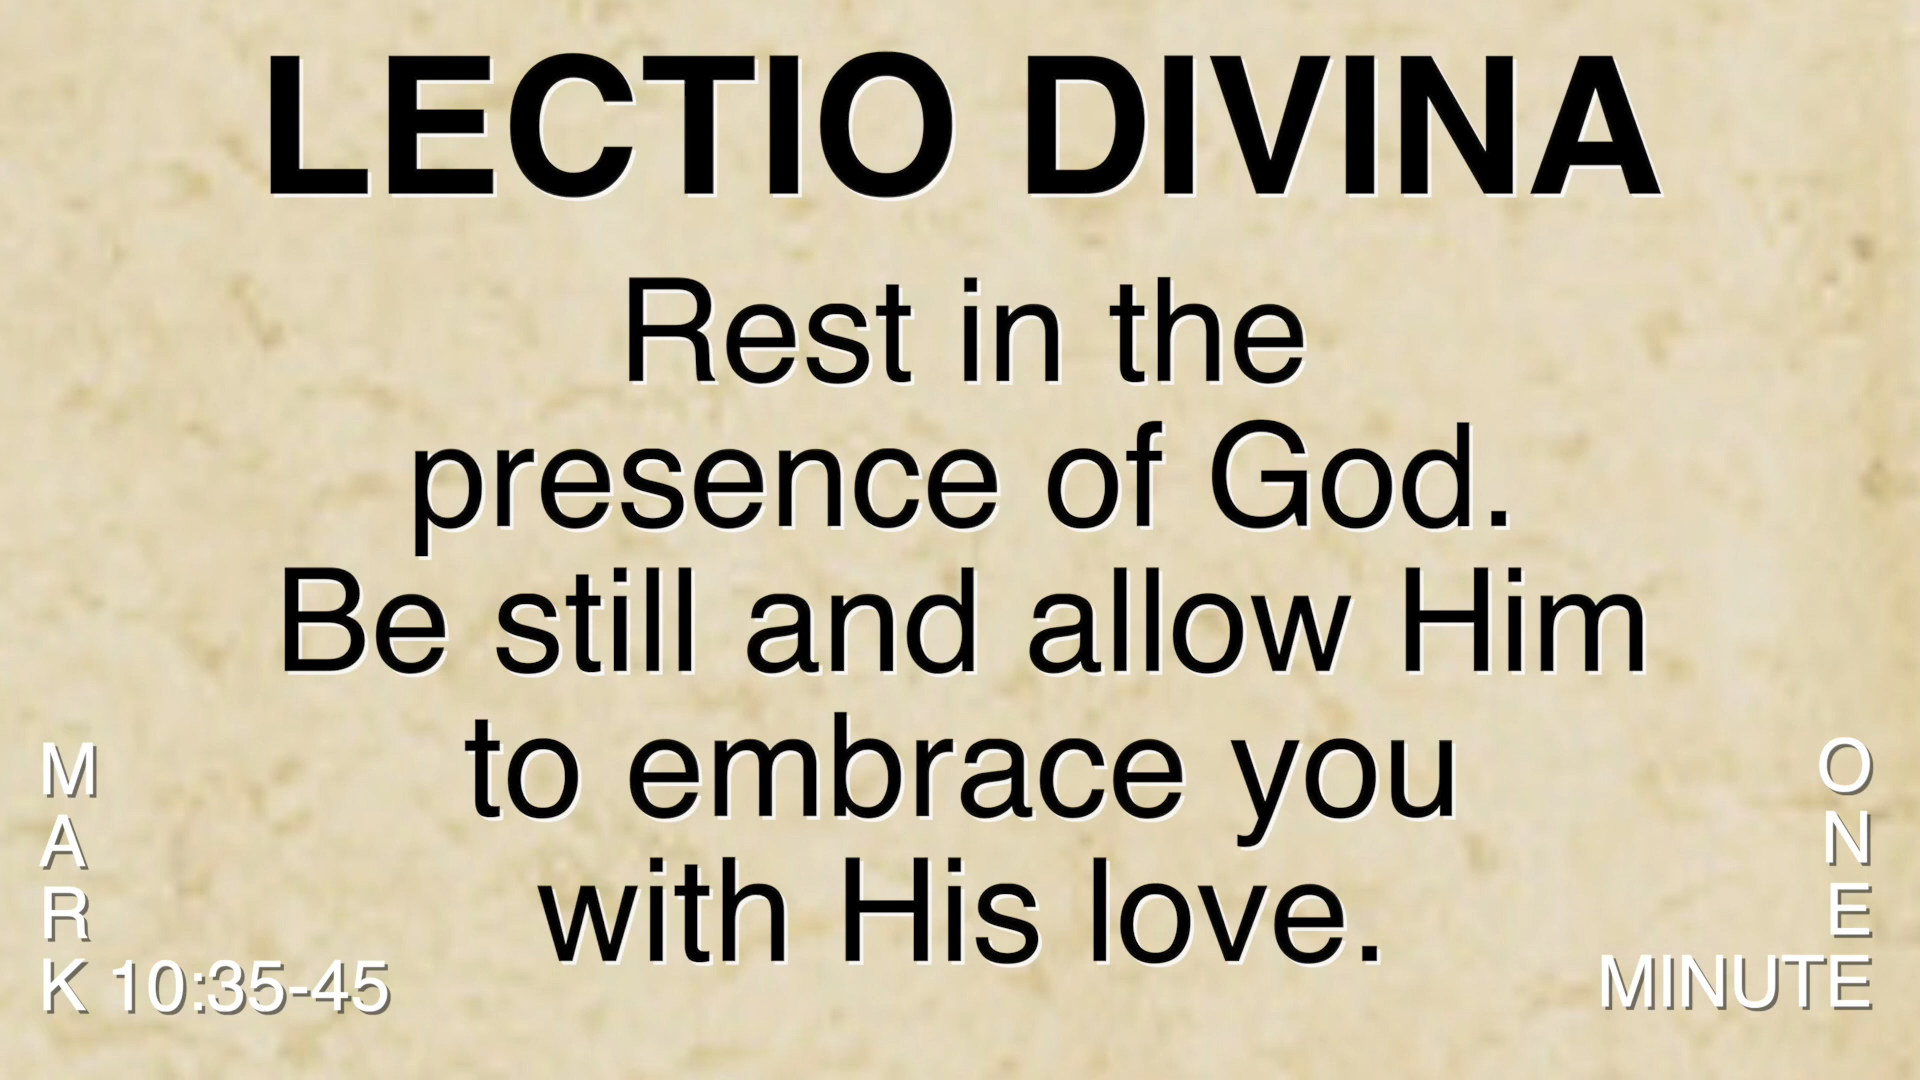 LECTIO DIVINA
Rest in the
presence of God.
Be still and allow Him
to embrace you
with His love.
MARK 10:35-45
ONE
MINUTE